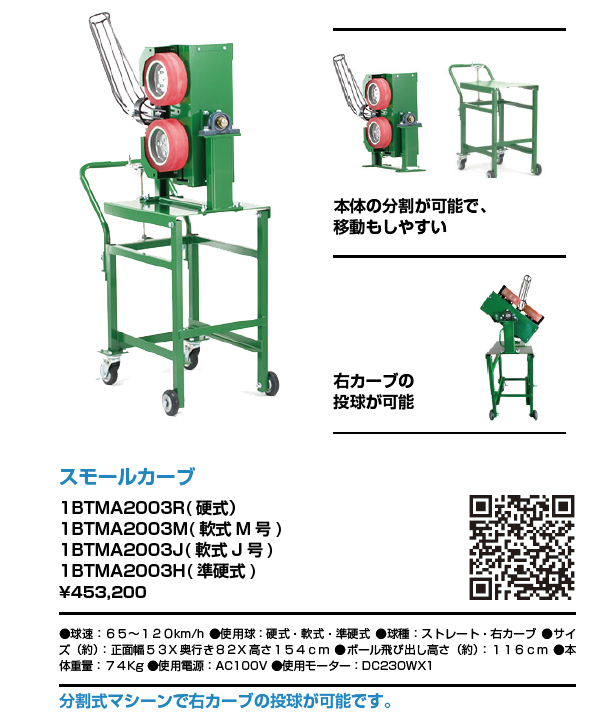 本体の分割が可能で、
移動もしやすい
右カーブの
投球が可能
スモールカーブ
1BTMA2003R(硬式)
1BTMA2003M(軟式M号)
1BTMA2003J(軟式J号)
1BTMA2003H(準硬式)
¥453,200
●球速：６５～１２０km/h ●使用球：硬式・軟式・準硬式 ●球種：ストレート・右カーブ ●サイ
ズ（約）：正面幅５３Ｘ奥行き８２Ｘ高さ１５４ｃｍ ●ボール飛び出し高さ（約）：１１６ｃｍ ●本
体重量：７４Kg ●使用電源：AC100V ●使用モーター：DC230WX1
分割式マシーンで右カーブの投球が可能です。